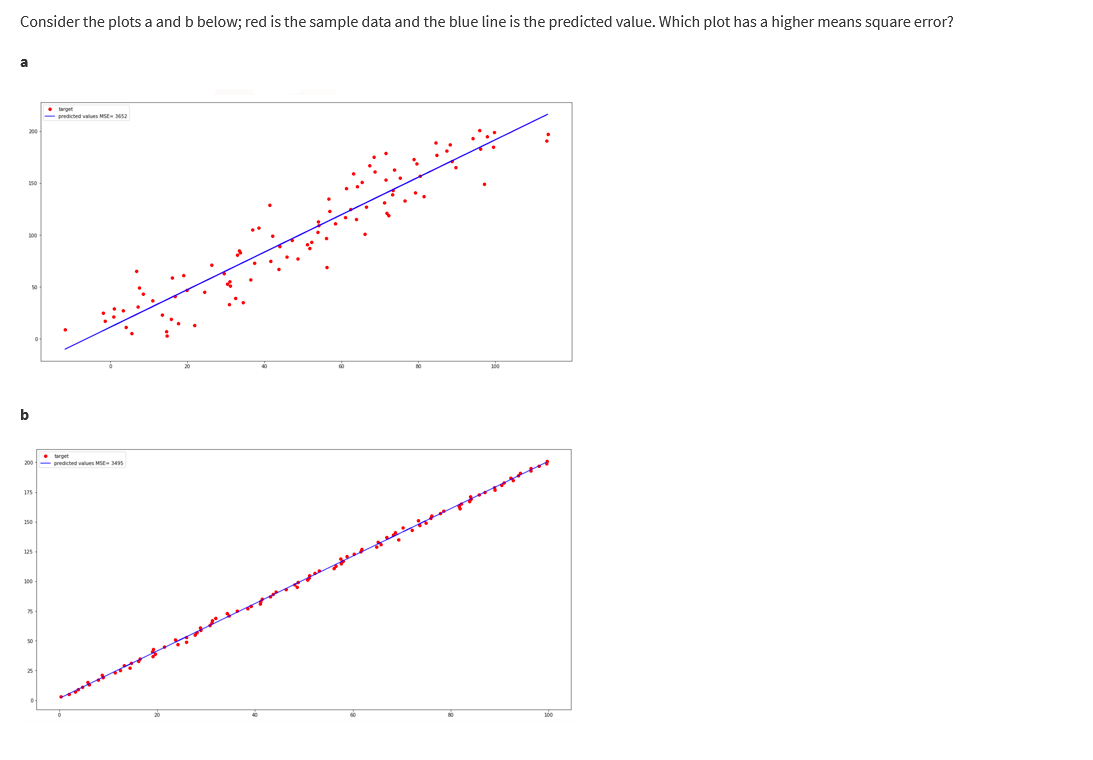 Consider the plots a and b below; red is the sample data and the blue line is the predicted value. Which plot has a higher means square error?
a
target
predicted values MSE= 3652
200
150
100
50
0
0 20 40 60 80 100
b
target
predicted values MSE= 3495
200
175
150
125
100
75
50
25
0
0 20 40 60 80 100